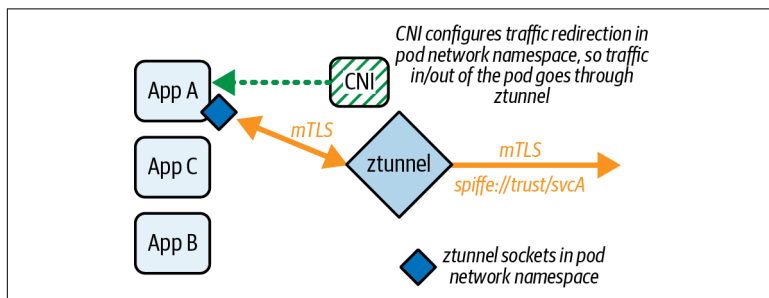 CNI configures traffic redirection in
pod network namespace, so traffic
in/out of the pod goes through
ztunnel
App A
CNI
mTLS
App C
ztunnel
mTLS
spiffe://trust/svcA
App B
ztunnel sockets in pod
network namespace